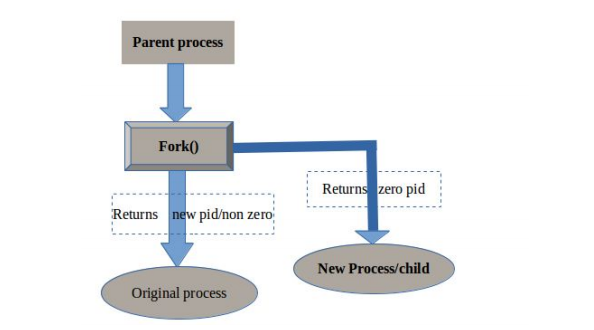 Parent process
Fork()
Returns zero pid
Returns new pid/non zero
New Process/child
Original process